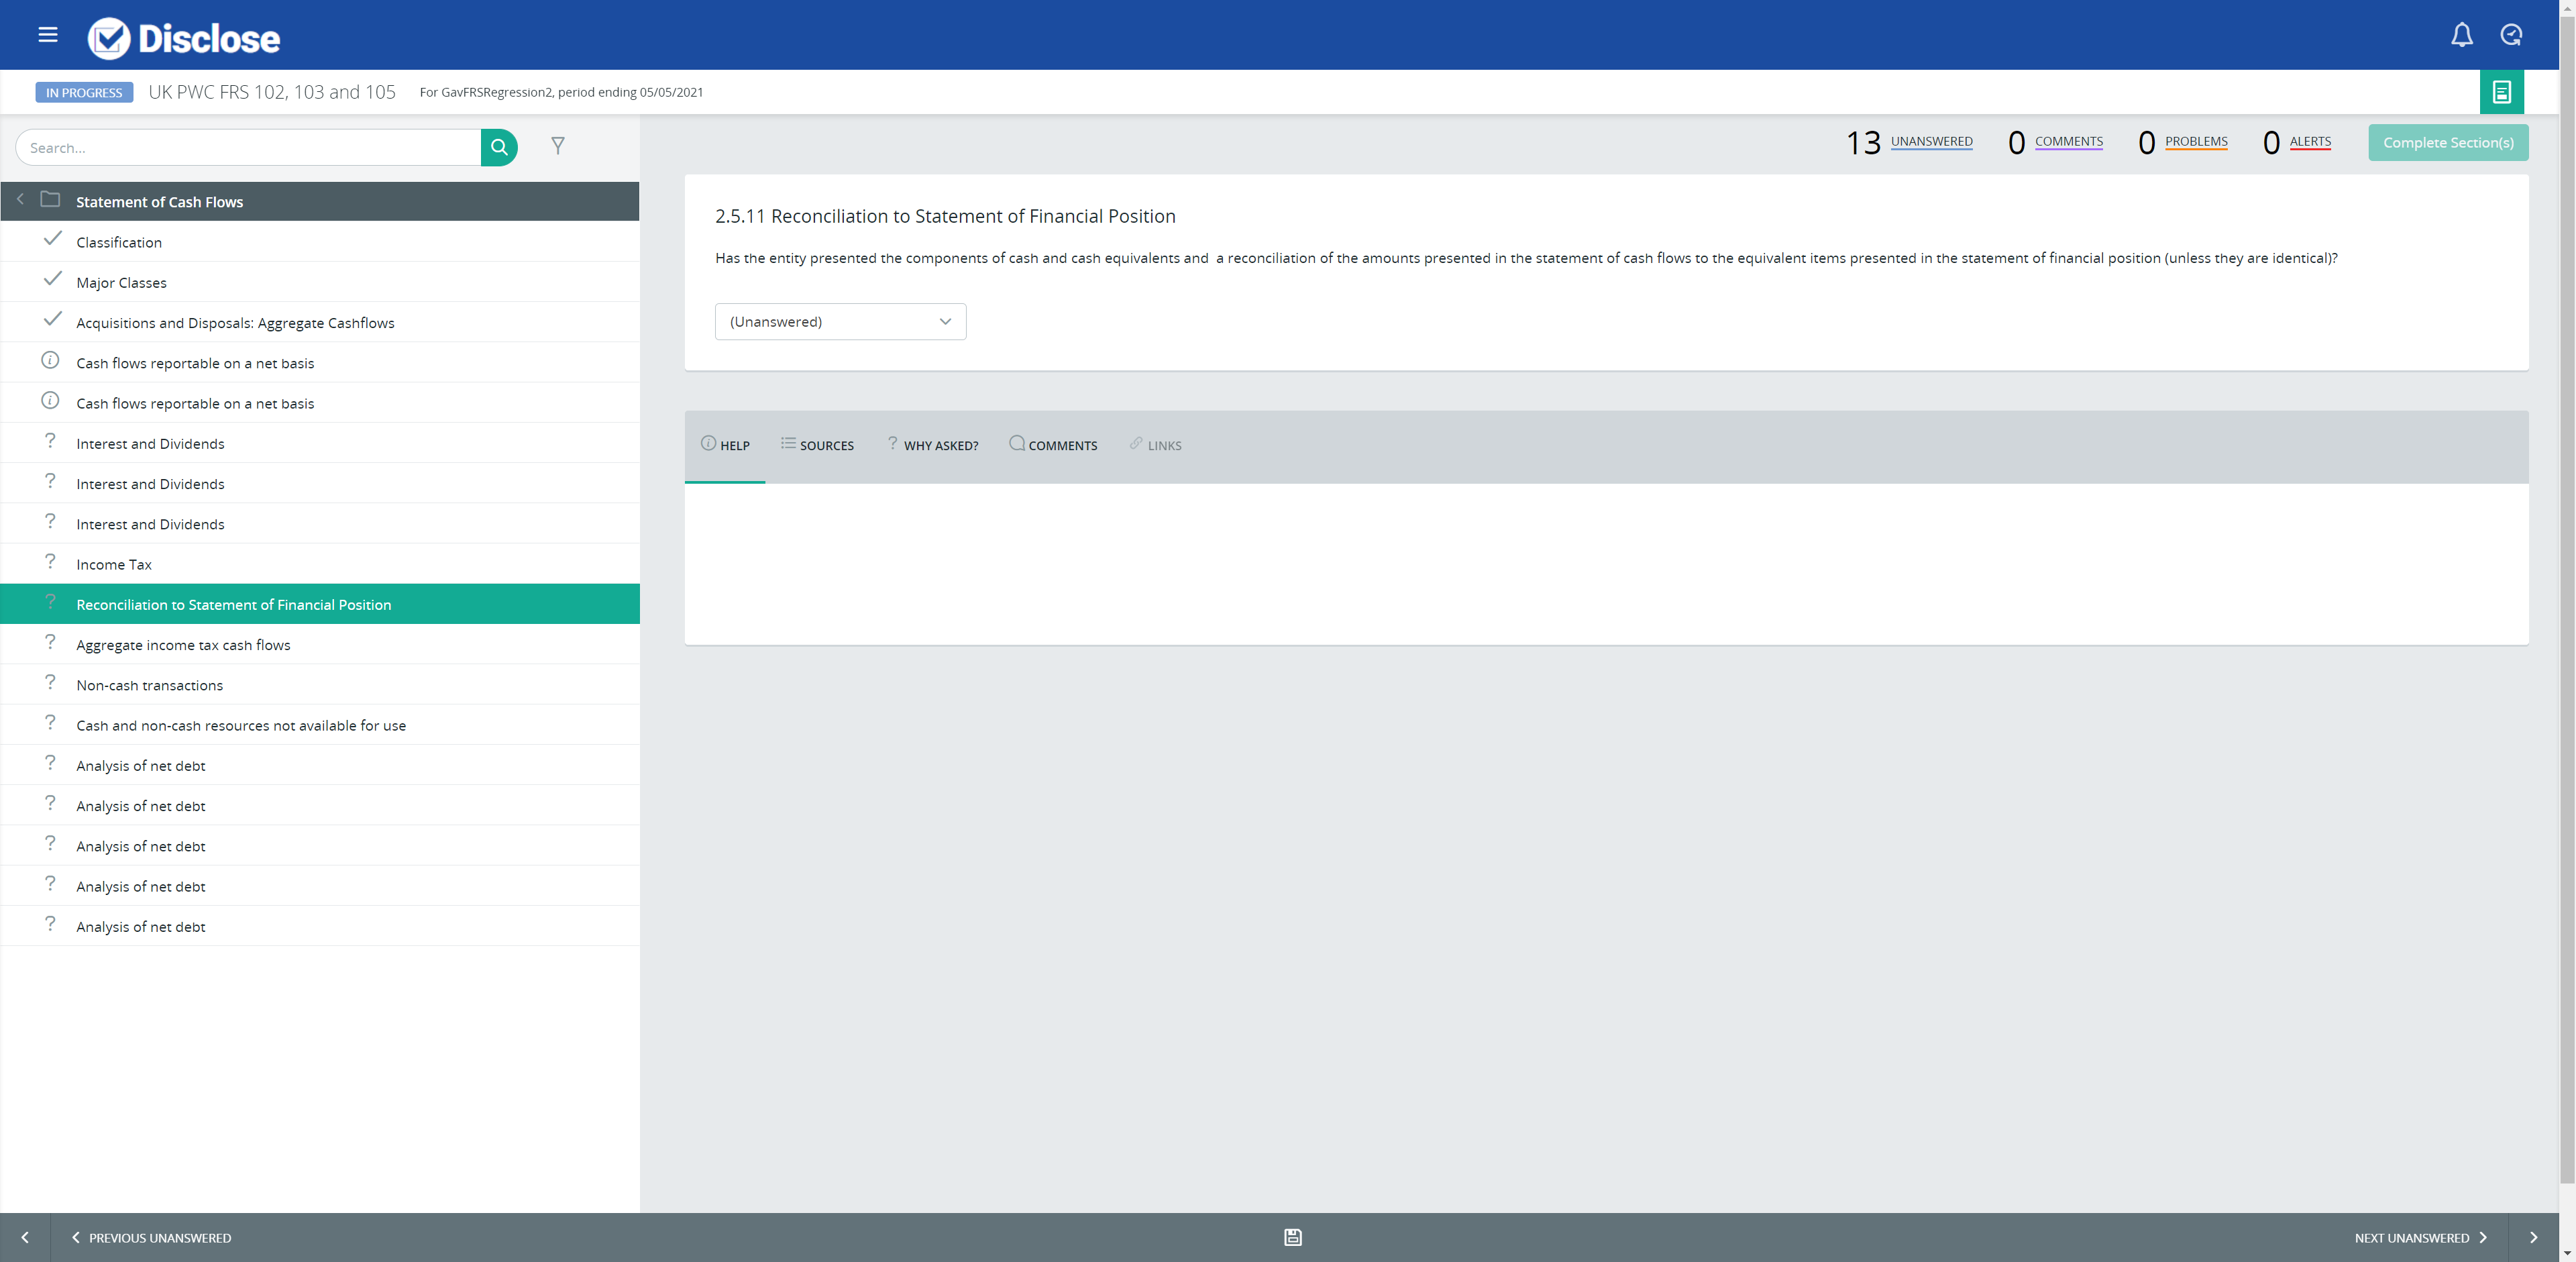 Disclose
IN PROGRESS UK PWC FRS 102, 103 and 105 For GavFRSRegression2, period ending 05/05/2021
Search...
13 UNANSWERED 0 COMMENTS 0 PROBLEMS 0 ALERTS Complete Section(s)
Statement of Cash Flows
Classification
Major Classes
Acquisitions and Disposals: Aggregate Cashflows
Cash flows reportable on a net basis
Cash flows reportable on a net basis
Interest and Dividends
Interest and Dividends
Interest and Dividends
Income Tax
Reconciliation to Statement of Financial Position
Aggregate income tax cash flows
Non-cash transactions
Cash and non-cash resources not available for use
Analysis of net debt
Analysis of net debt
Analysis of net debt
Analysis of net debt
Analysis of net debt
2.5.11 Reconciliation to Statement of Financial Position
Has the entity presented the components of cash and cash equivalents and  a reconciliation of the amounts presented in the statement of cash flows to the equivalent items presented in the statement of financial position (unless they are identical)?
(Unanswered)
HELP SOURCES ? WHY ASKED? COMMENTS LINKS
PREVIOUS UNANSWERED NEXT UNANSWERED